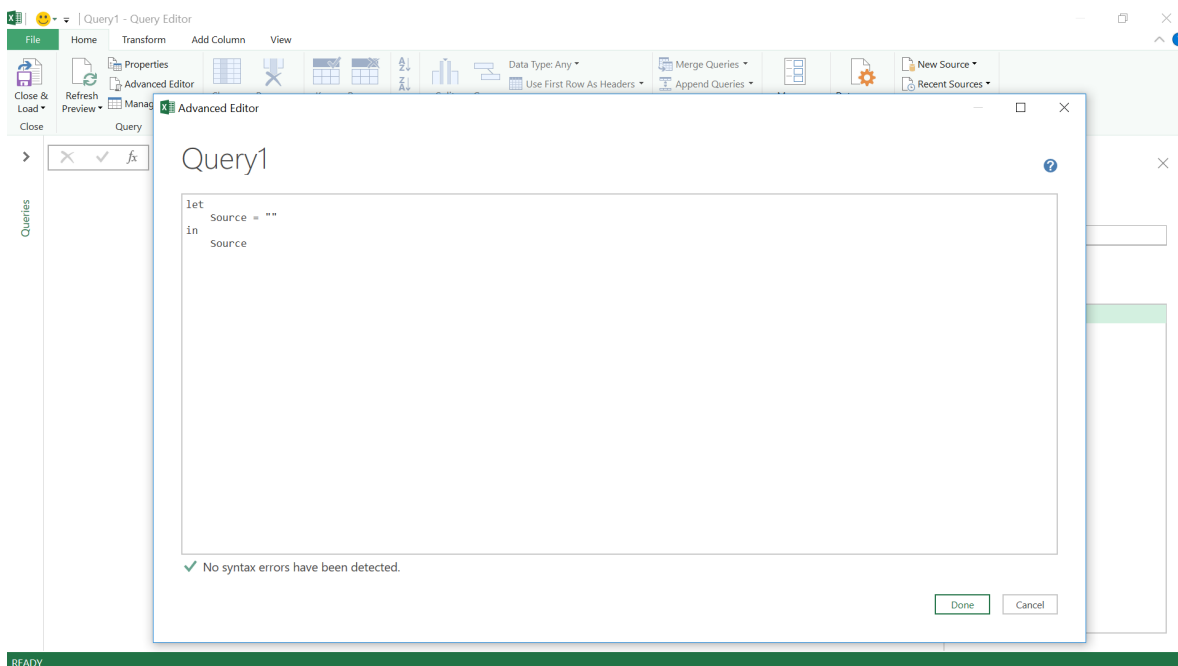 Query1 - Query Editor
File Home Transform Add Column View
Properties
Advanced Editor
Manag
Close & Load
Refresh Preview
Data Type: Any
Use First Row As Headers
Merge Queries
Append Queries
New Source
Recent Sources
Close
Query
Advanced Editor
fx
Query1
Queries
let
Source = ""
in
Source
No syntax errors have been detected.
Done Cancel
READY